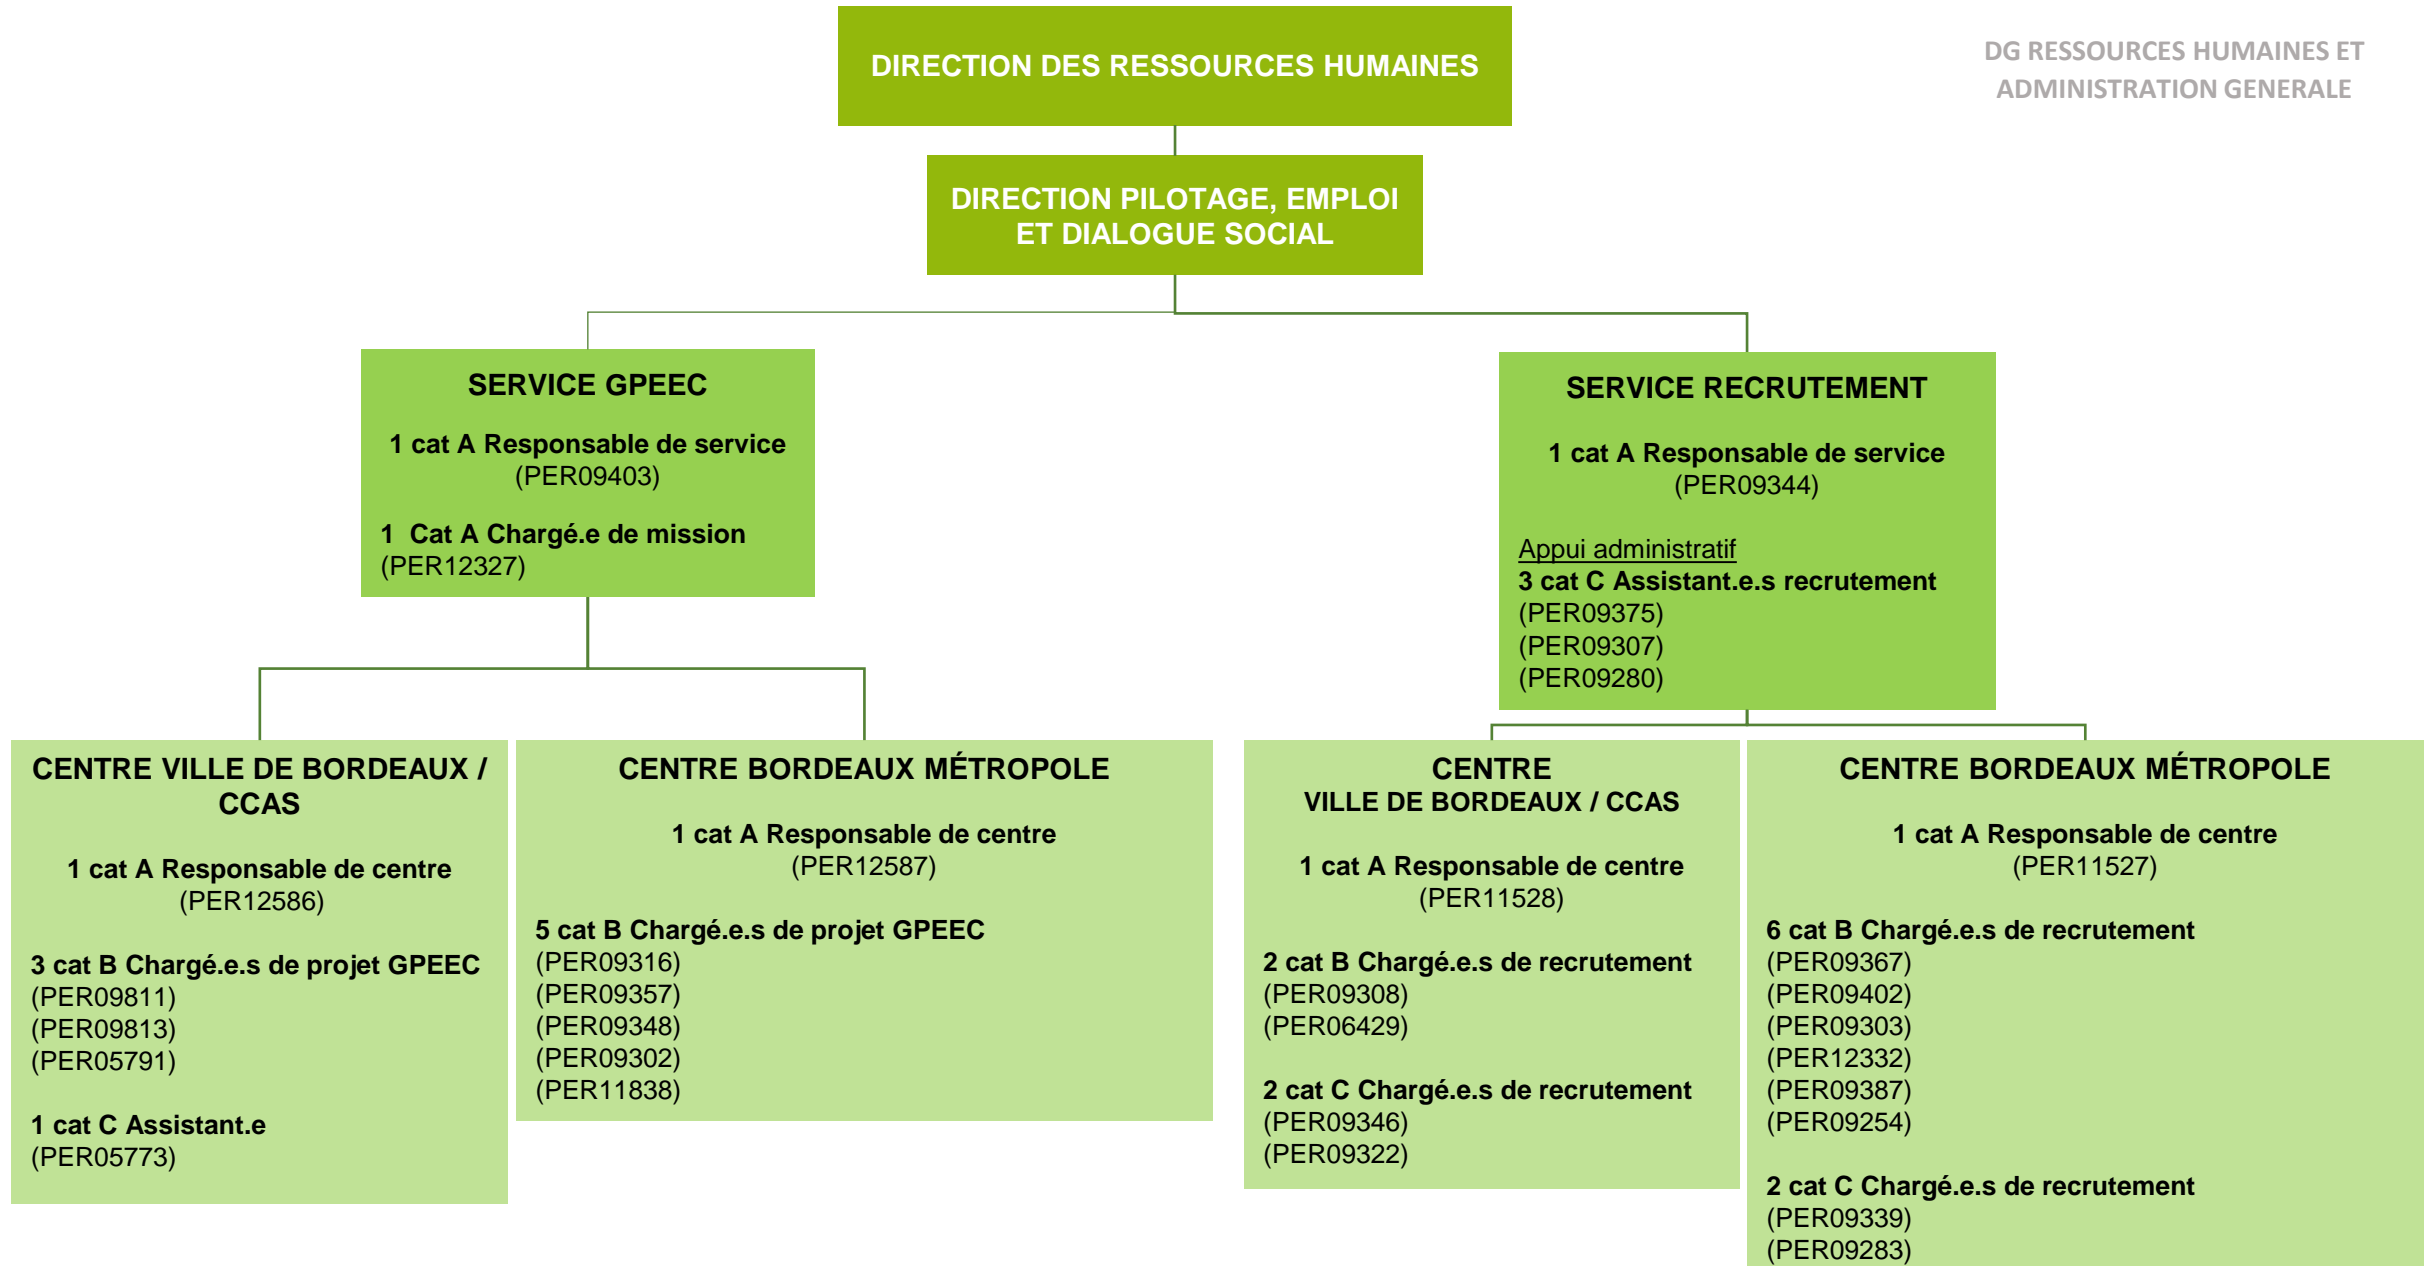 DIRECTION DES RESSOURCES HUMAINES
DG RESSOURCES HUMAINES ET
ADMINISTRATION GENERALE
DIRECTION PILOTAGE, EMPLOI
ET DIALOGUE SOCIAL
SERVICE GPEEC
1 cat A Responsable de service
(PER09403)
1  Cat A Chargé.e de mission
(PER12327)
SERVICE RECRUTEMENT
1 cat A Responsable de service
(PER09344)
Appui administratif
3 cat C Assistant.e.s recrutement
(PER09375)
(PER09307)
(PER09280)
CENTRE VILLE DE BORDEAUX /
CCAS
1 cat A Responsable de centre
(PER12586)
3 cat B Chargé.e.s de projet GPEEC
(PER09811)
(PER09813)
(PER05791)
1 cat C Assistant.e
(PER05773)
CENTRE BORDEAUX MÉTROPOLE
1 cat A Responsable de centre
(PER12587)
5 cat B Chargé.e.s de projet GPEEC
(PER09316)
(PER09357)
(PER09348)
(PER09302)
(PER11838)
CENTRE
VILLE DE BORDEAUX / CCAS
1 cat A Responsable de centre
(PER11528)
2 cat B Chargé.e.s de recrutement
(PER09308)
(PER06429)
2 cat C Chargé.e.s de recrutement
(PER09346)
(PER09322)
CENTRE BORDEAUX MÉTROPOLE
1 cat A Responsable de centre
(PER11527)
6 cat B Chargé.e.s de recrutement
(PER09367)
(PER09402)
(PER09303)
(PER12332)
(PER09387)
(PER09254)
2 cat C Chargé.e.s de recrutement
(PER09339)
(PER09283)